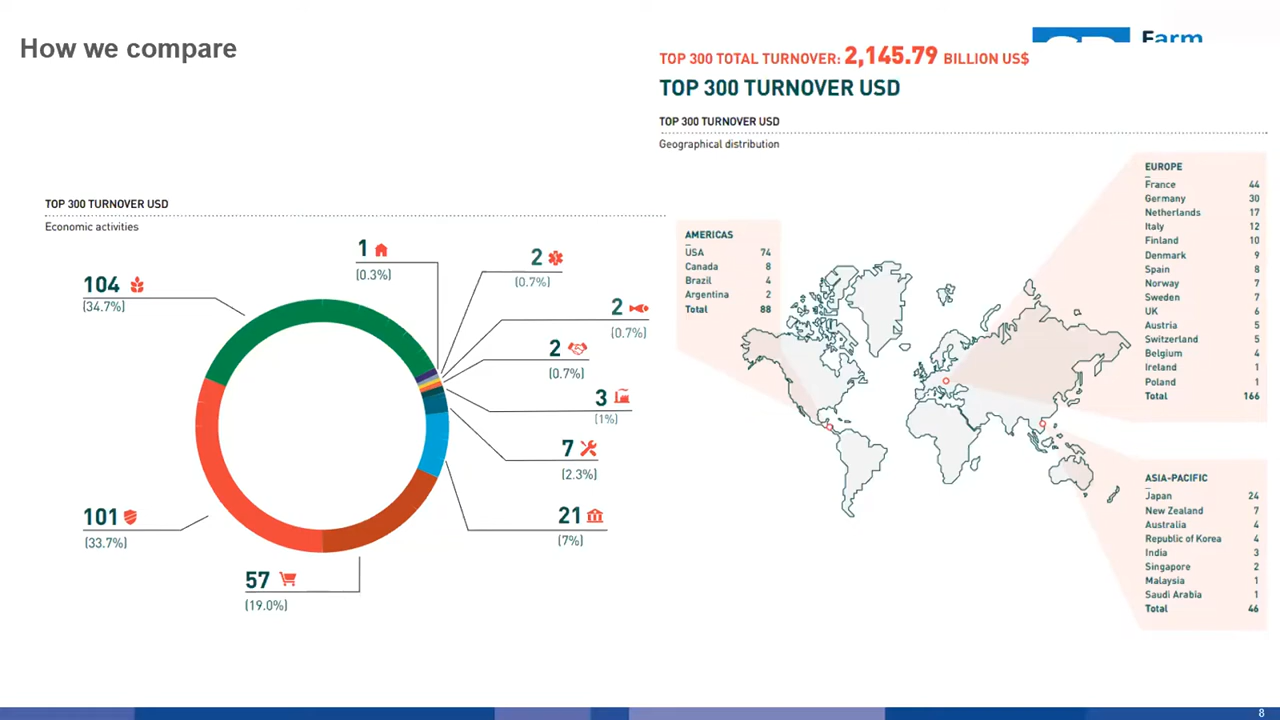 How we compare
Farm
TOP 300 TOTAL TURNOVER: 2,145.79 BILLION US$
TOP 300 TURNOVER USD
TOP 300 TURNOVER USD
Geographical distribution
TOP 300 TURNOVER USD
Economic activities
1
(0.3%)
2
(0.7%)
104
(34.7%)
2
(0.7%)
2
(0.7%)
3
(1%)
7
(2.3%)
101
(33.7%)
21
(7%)
57
(19.0%)
AMERICAS
USA 74
Canada 8
Brazil 4
Argentina 2
Total 88
EUROPE
France 44
Germany 30
Netherlands 17
Italy 12
Finland 10
Denmark 9
Spain 8
Norway 7
Sweden 7
UK 6
Austria 5
Switzerland 5
Belgium 4
Ireland 1
Poland 1
Total 166
ASIA-PACIFIC
Japan 24
New Zealand 7
Australia 4
Republic of Korea 4
India 3
Singapore 2
Malaysia 1
Saudi Arabia 1
Total 46
8